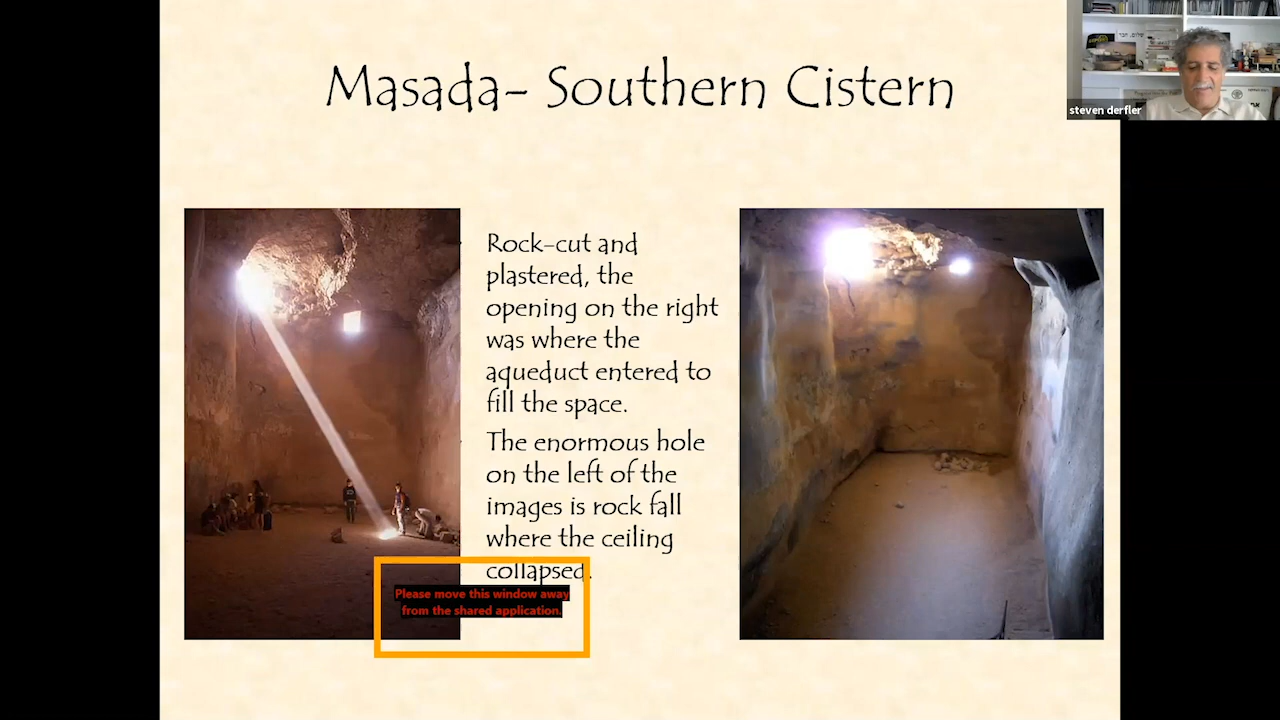 Masada- Southern Cistern
steven derfler
Rock-cut and
plastered, the
opening on the right
was where the
aqueduct entered to
fill the space.
The enormous hole
on the left of the
images is rock fall
where the ceiling
collapsed.
Please move this window away
from the shared application.